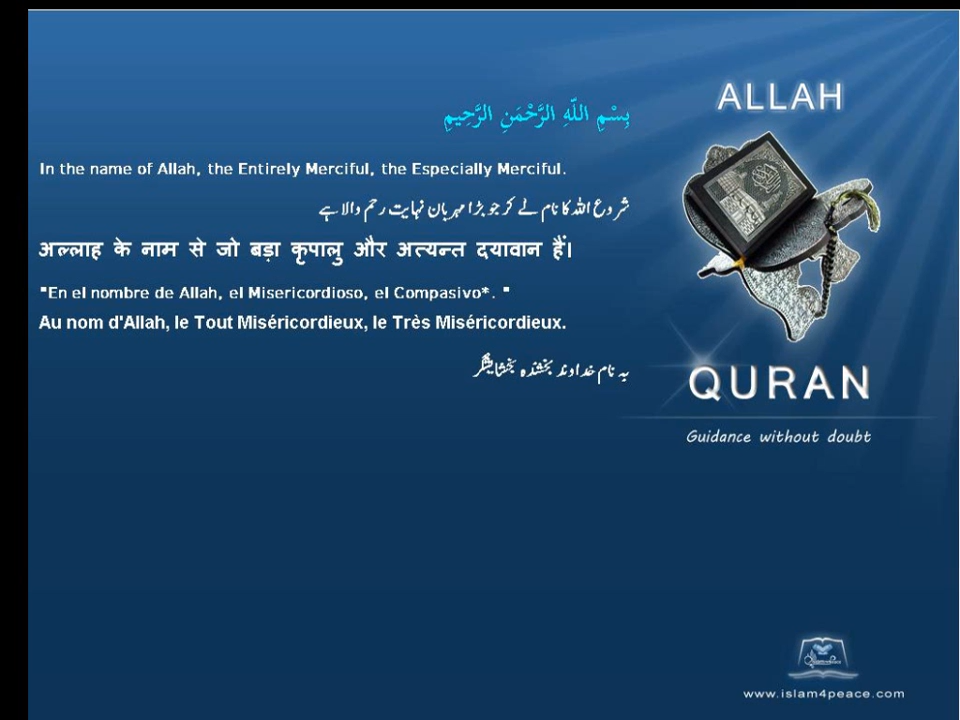 بِسْمِ اللَّهِ الرَّحْمَنِ الرَّحِيمِ
In the name of Allah, the Entirely Merciful, the Especially Merciful.
شروع اللہ کا نام لے کر جو بڑا مہربان نہایت رحم والا ہے
अल्लाह के नाम से जो बड़ा कृपालु और अत्यन्त दयावान हैं।
"En el nombre de Allah, el Misericordioso, el Compasivo*. "
Au nom d'Allah, le Tout Miséricordieux, le Très Miséricordieux.
به نام خداوند بخشنده بخشایشگر
ALLAH
QURAN
Guidance without doubt
www.islam4peace.com